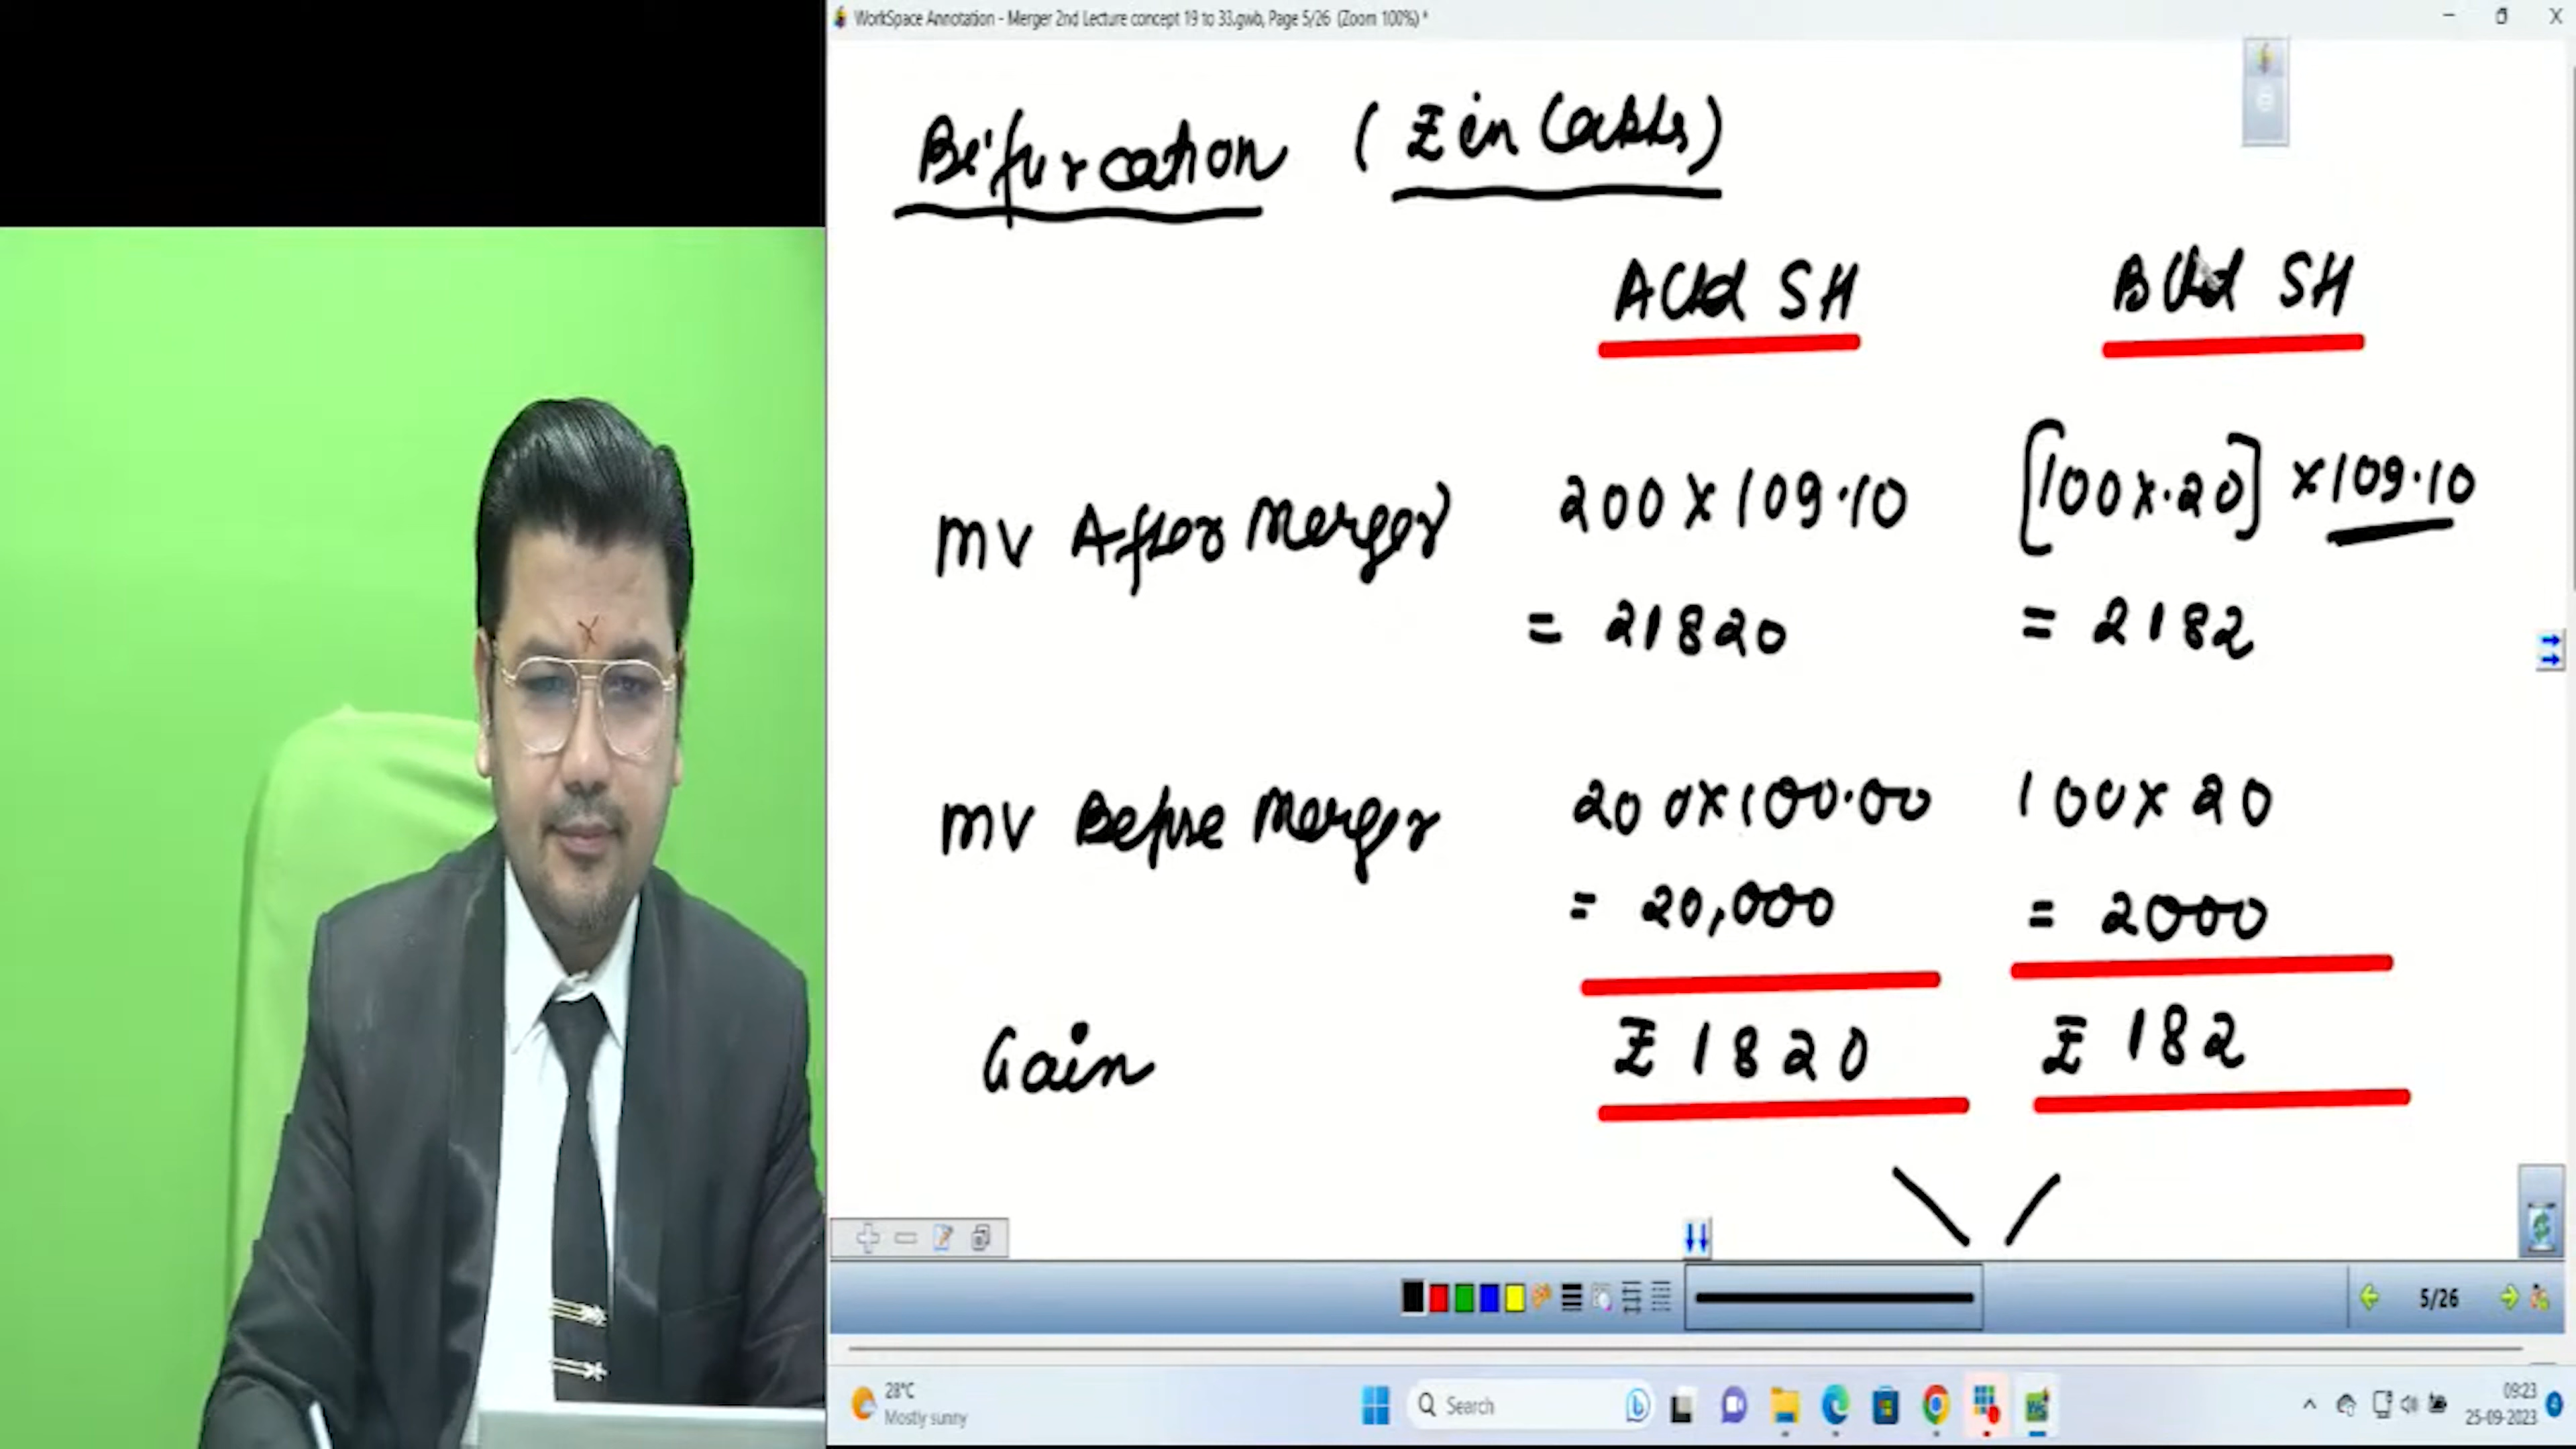 WorkSpace Annotation - Merger 2nd Lecture concept 19 to 33.gwb, Page 5/26 (Zoom 100%) *
Bifurcation (₹ in Lakhs)
A Ltd SH B Ltd SH
MV After Merger 200 x 109.10 [100 x .20] x 109.10
= 21820 = 2182
MV Before Merger 200 x 100.00 100 x 20
= 20,000 = 2000
Gain ₹ 1820 ₹ 182
5/26
28°C
Mostly sunny
Search
09:23
25-09-2023